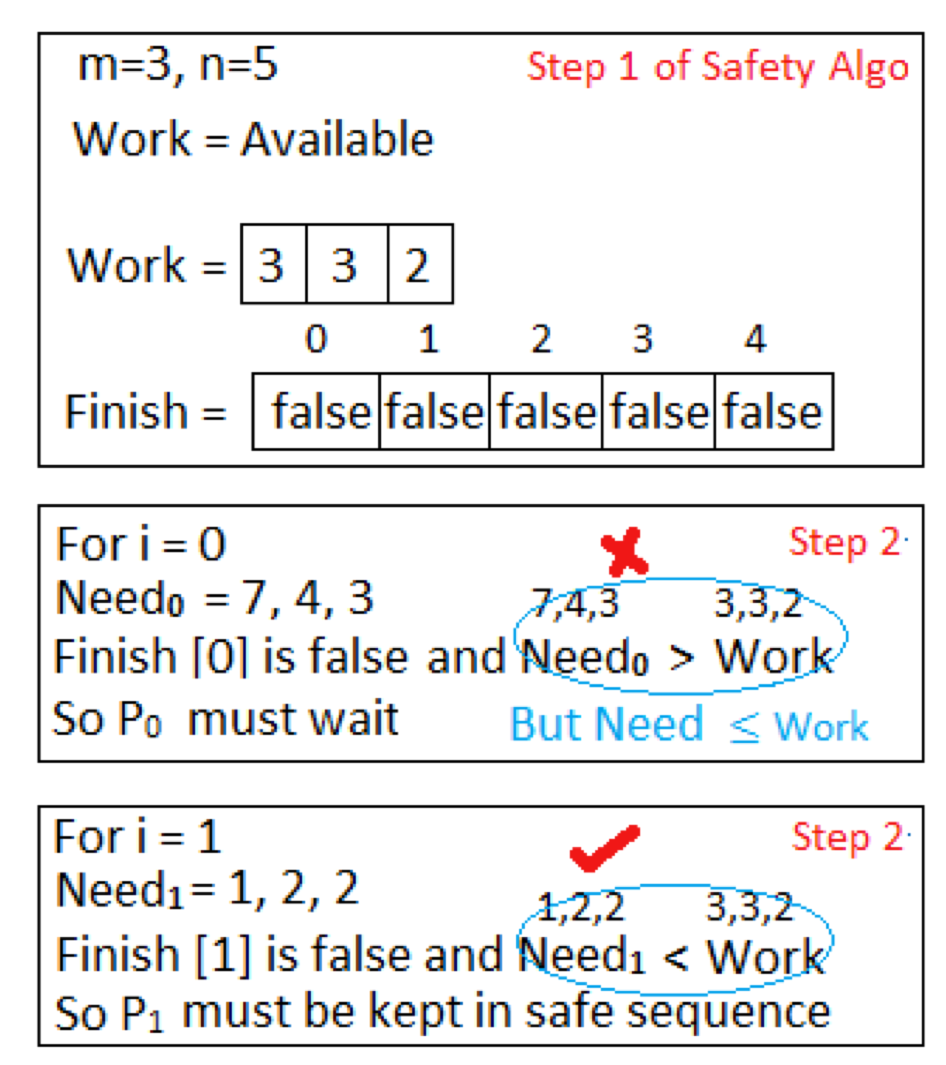 m=3, n=5 Step 1 of Safety Algo
Work = Available
Work = 3 3 2
0 1 2 3 4
Finish = false false false false false
For i = 0 Step 2
Need₀ = 7, 4, 3 7,4,3 3,3,2
Finish [0] is false and Need₀ > Work
So P₀ must wait But Need ≤ Work
For i = 1 Step 2
Need₁ = 1, 2, 2 1,2,2 3,3,2
Finish [1] is false and Need₁ < Work
So P₁ must be kept in safe sequence